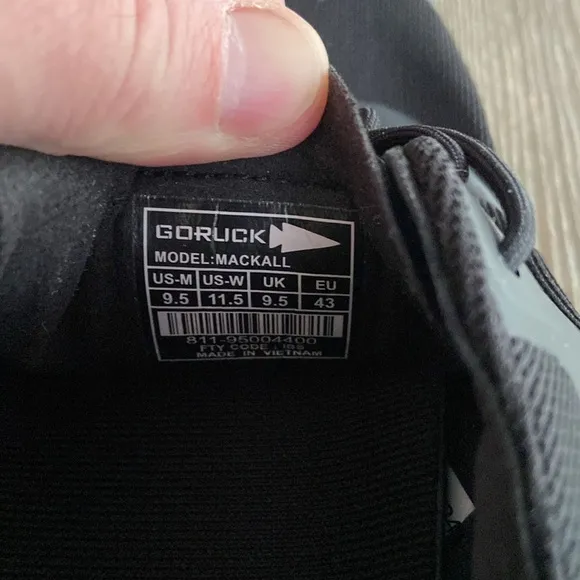 GORUCK
MODEL:MACKALL
US-M US-W UK EU
9.5 11.5 9.5 43
811-95004400
FTY CODE : IBS
MADE IN VIETNAM